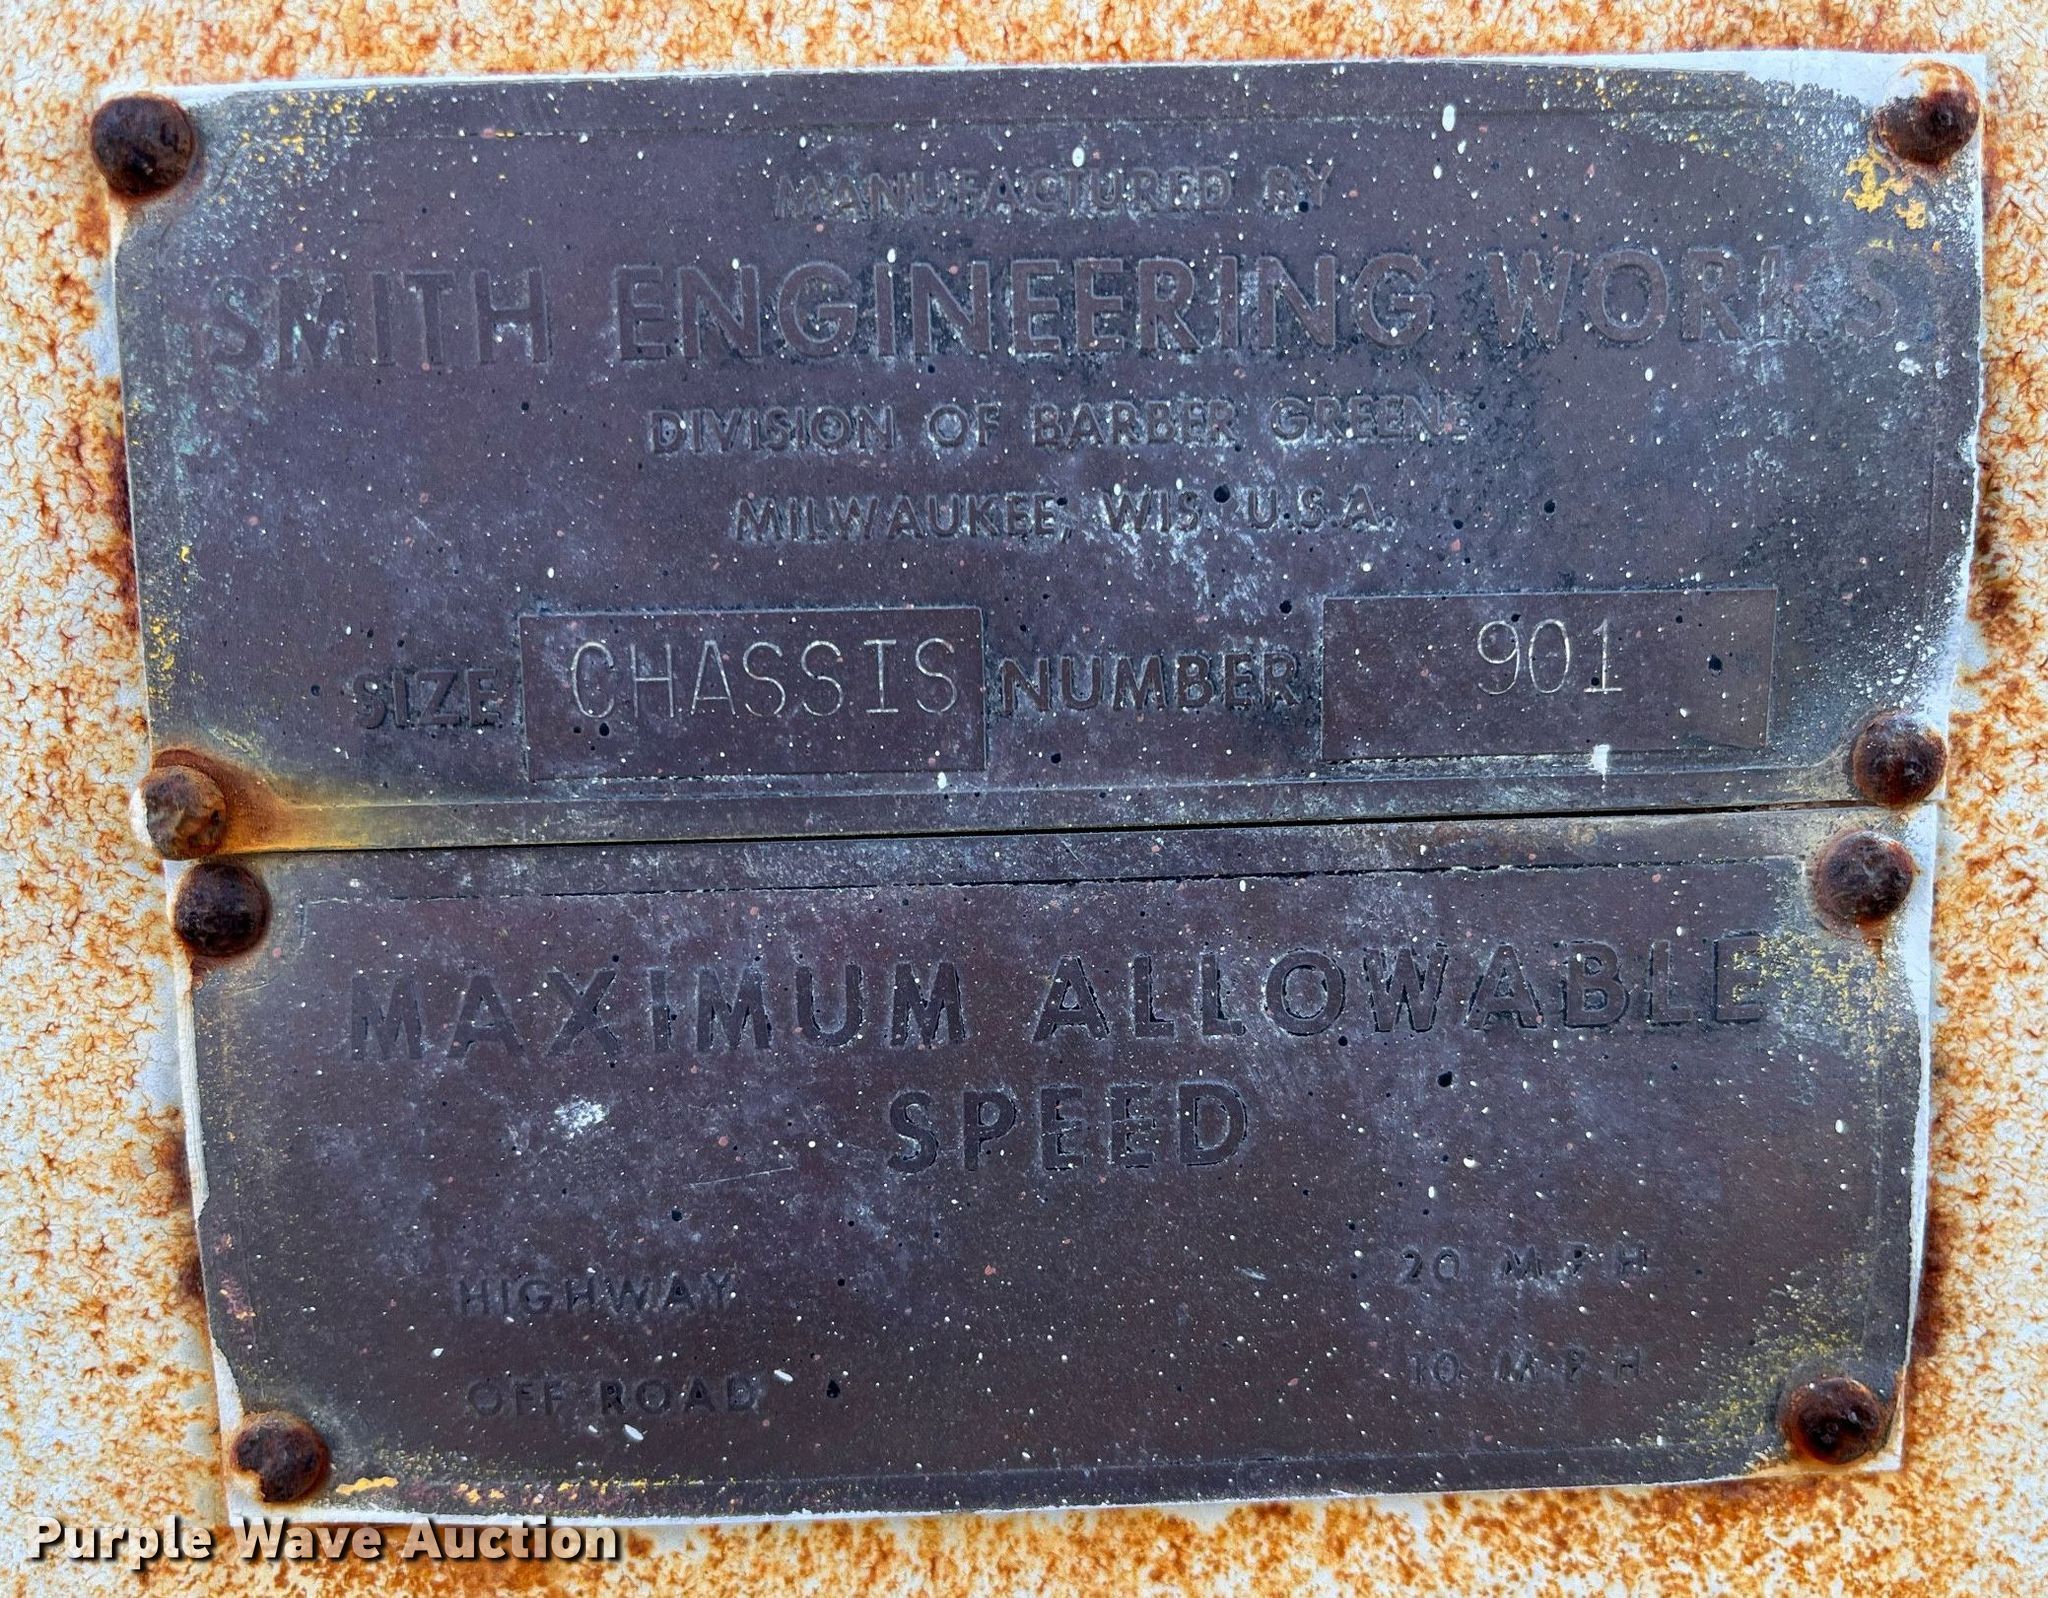 MANUFACTURED BY
SMITH ENGINEERING WORKS
DIVISION OF BARBER GREENE
MILWAUKEE, WIS. U.S.A.
SIZE CHASSIS NUMBER 901
MAXIMUM ALLOWABLE
SPEED
HIGHWAY 20 M.P.H.
OFF ROAD 10 M.P.H.
Purple Wave Auction